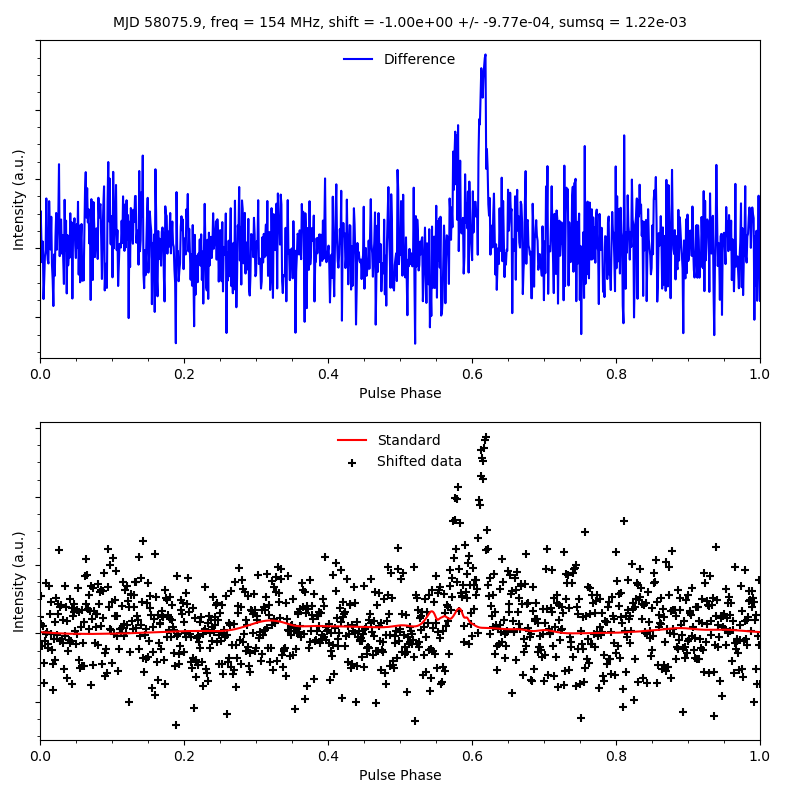 MJD 58075.9, freq = 154 MHz, shift = -1.00e+00 +/- -9.77e-04, sumsq = 1.22e-03
Difference
Intensity (a.u.)
0.0 0.2 0.4 0.6 0.8 1.0
Pulse Phase
Standard
Shifted data
Intensity (a.u.)
0.0 0.2 0.4 0.6 0.8 1.0
Pulse Phase